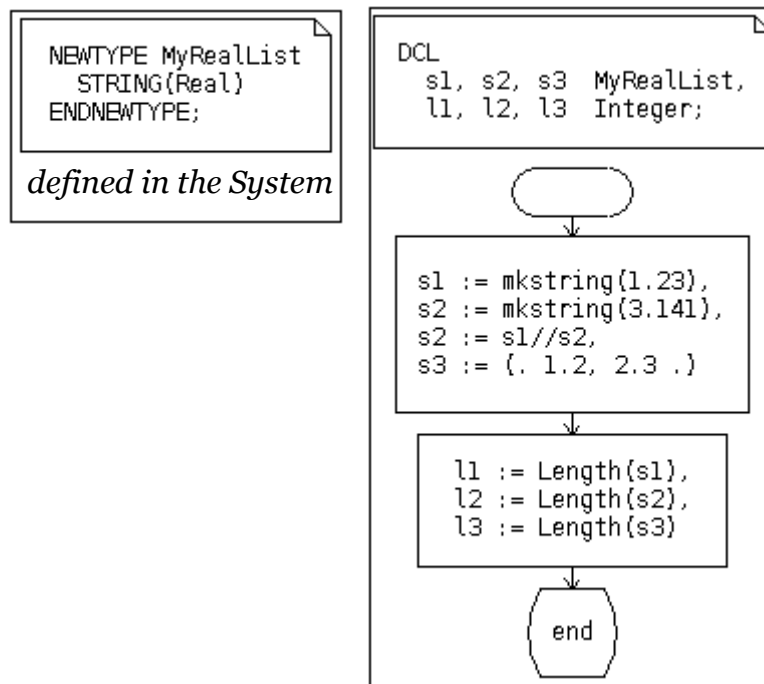 NEWTYPE MyRealList
STRING(Real)
ENDNEWTYPE;
defined in the System
DCL
s1, s2, s3 MyRealList,
l1, l2, l3 Integer;
s1 := mkstring(1.23),
s2 := mkstring(3.141),
s2 := s1//s2,
s3 := (. 1.2, 2.3 .)
l1 := Length(s1),
l2 := Length(s2),
l3 := Length(s3)
end